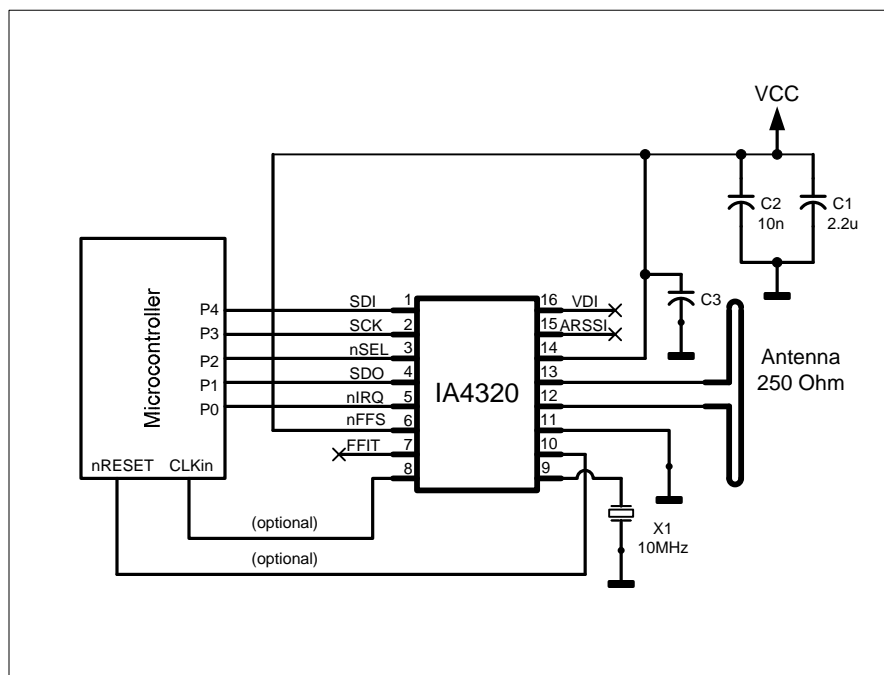 VCC
C2
10n
C1
2.2u
Microcontroller
P4
P3
P2
P1
P0
nRESET
CLKin
SDI
SCK
nSEL
SDO
nIRQ
nFFS
FFIT
1
2
3
4
5
6
7
8
IA4320
16
15
14
13
12
11
10
9
VDI
ARSSI
C3
Antenna
250 Ohm
X1
10MHz
(optional)
(optional)